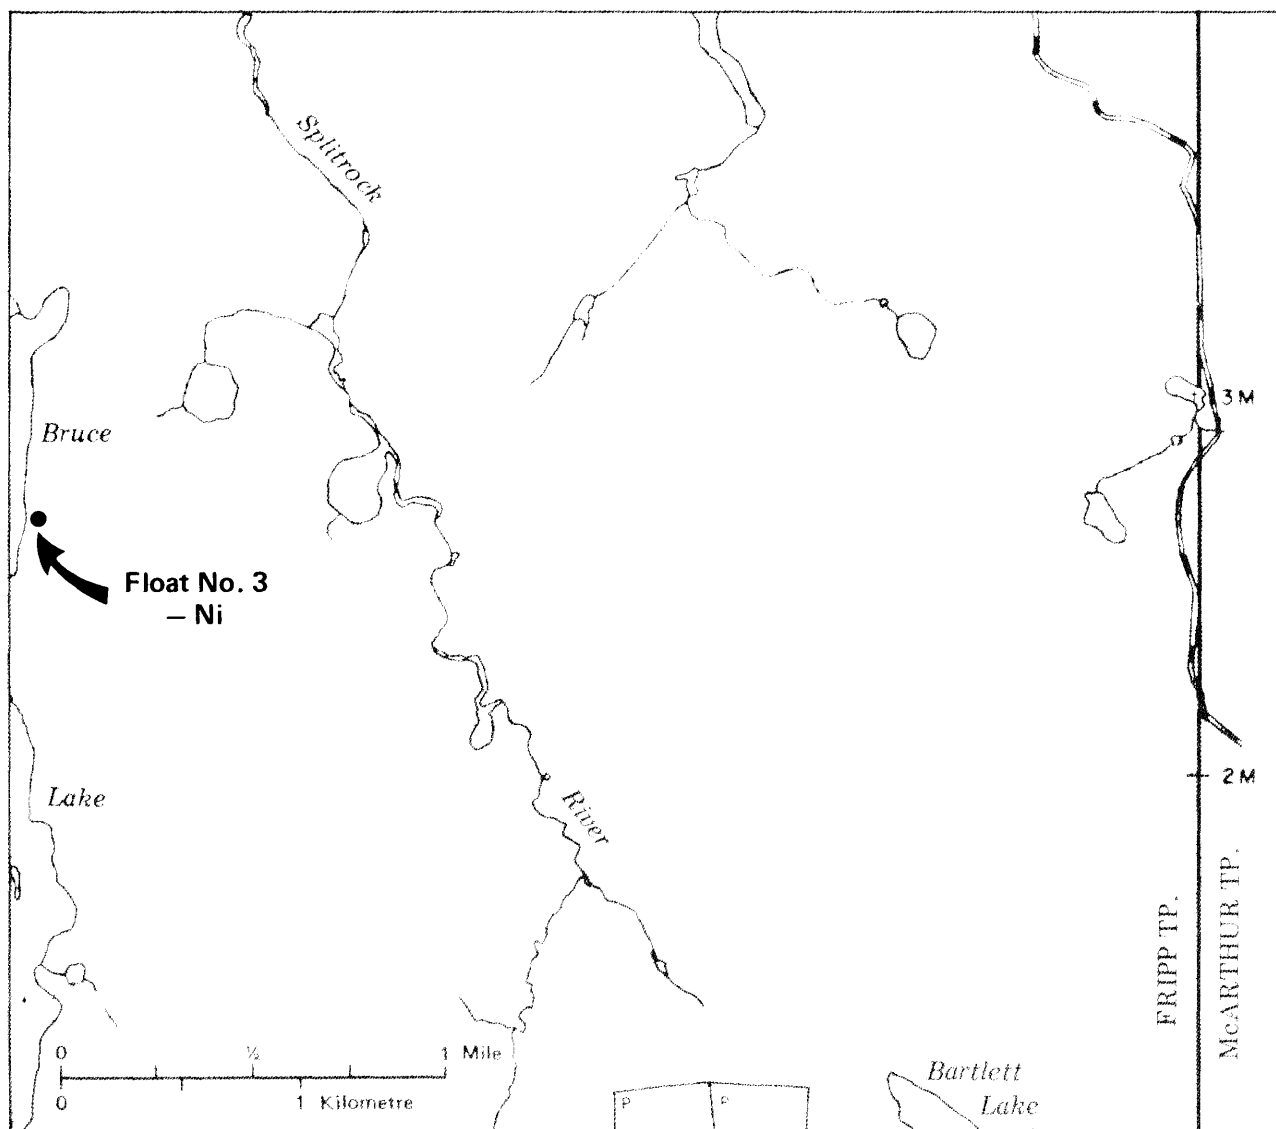 Splitrock
3 M
Bruce
Float No. 3
— Ni
2 M
Lake
River
FRIPP TP.
McARTHUR TP.
0 ½ 1 Mile
0 1 Kilometre
P P
Bartlett
Lake